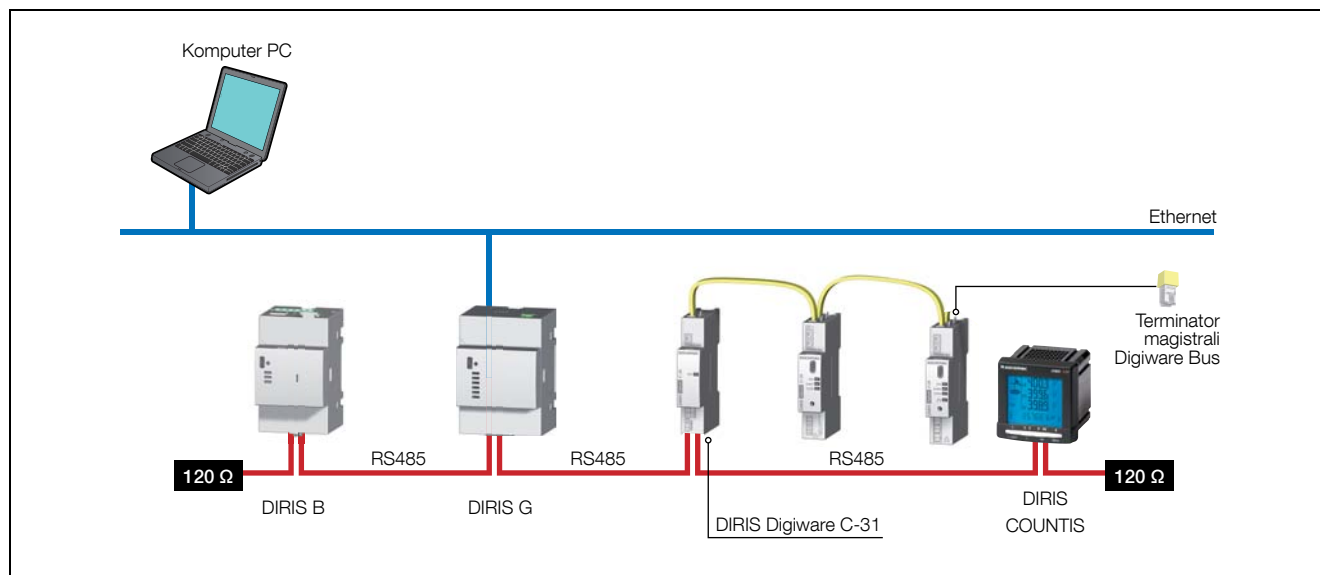 Komputer PC
Ethernet
Terminator
magistrali
Digiware Bus
RS485
RS485
RS485
120 Ω
120 Ω
DIRIS B
DIRIS G
DIRIS Digiware C-31
DIRIS
COUNTIS